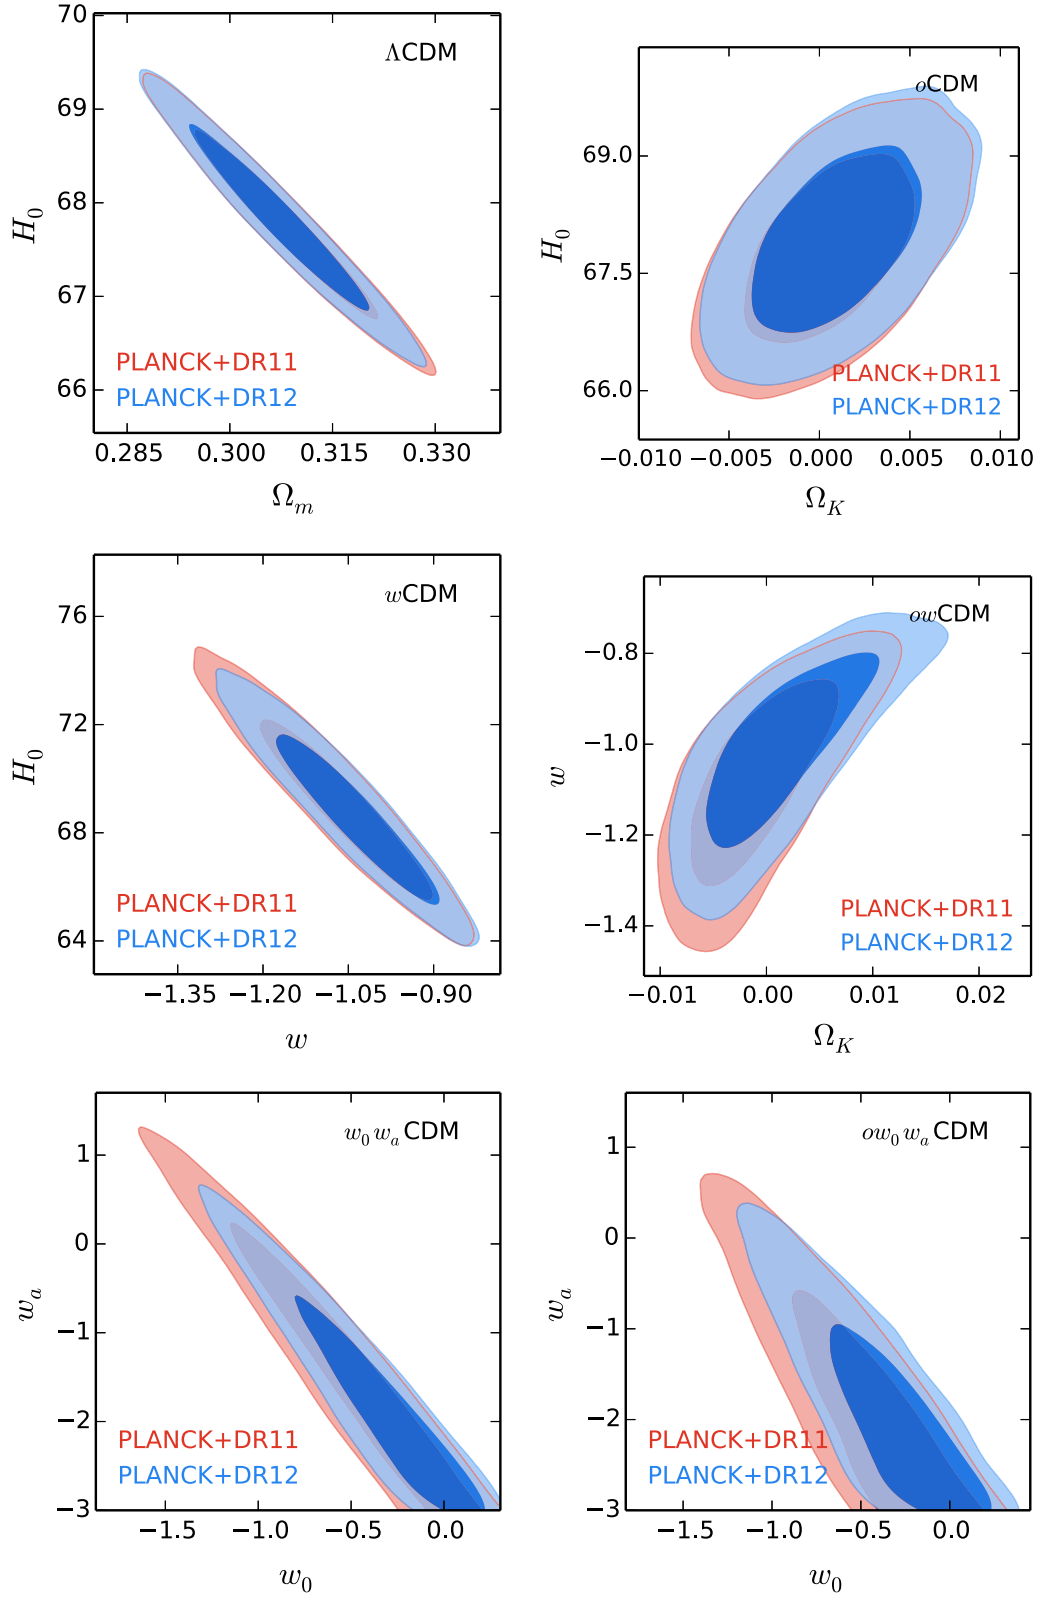 70
69
68
67
66
H₀
ΛCDM
PLANCK+DR11
PLANCK+DR12
0.285 0.300 0.315 0.330
Ωₘ
69.0
67.5
66.0
H₀
oCDM
PLANCK+DR11
PLANCK+DR12
−0.010 −0.005 0.000 0.005 0.010
Ω_K
76
72
68
64
H₀
wCDM
PLANCK+DR11
PLANCK+DR12
−1.35 −1.20 −1.05 −0.90
w
−0.8
−1.0
−1.2
−1.4
w
owCDM
PLANCK+DR11
PLANCK+DR12
−0.01 0.00 0.01 0.02
Ω_K
1
0
−1
−2
−3
wₐ
w₀wₐCDM
PLANCK+DR11
PLANCK+DR12
−1.5 −1.0 −0.5 0.0
w₀
1
0
−1
−2
−3
wₐ
ow₀wₐCDM
PLANCK+DR11
PLANCK+DR12
−1.5 −1.0 −0.5 0.0
w₀